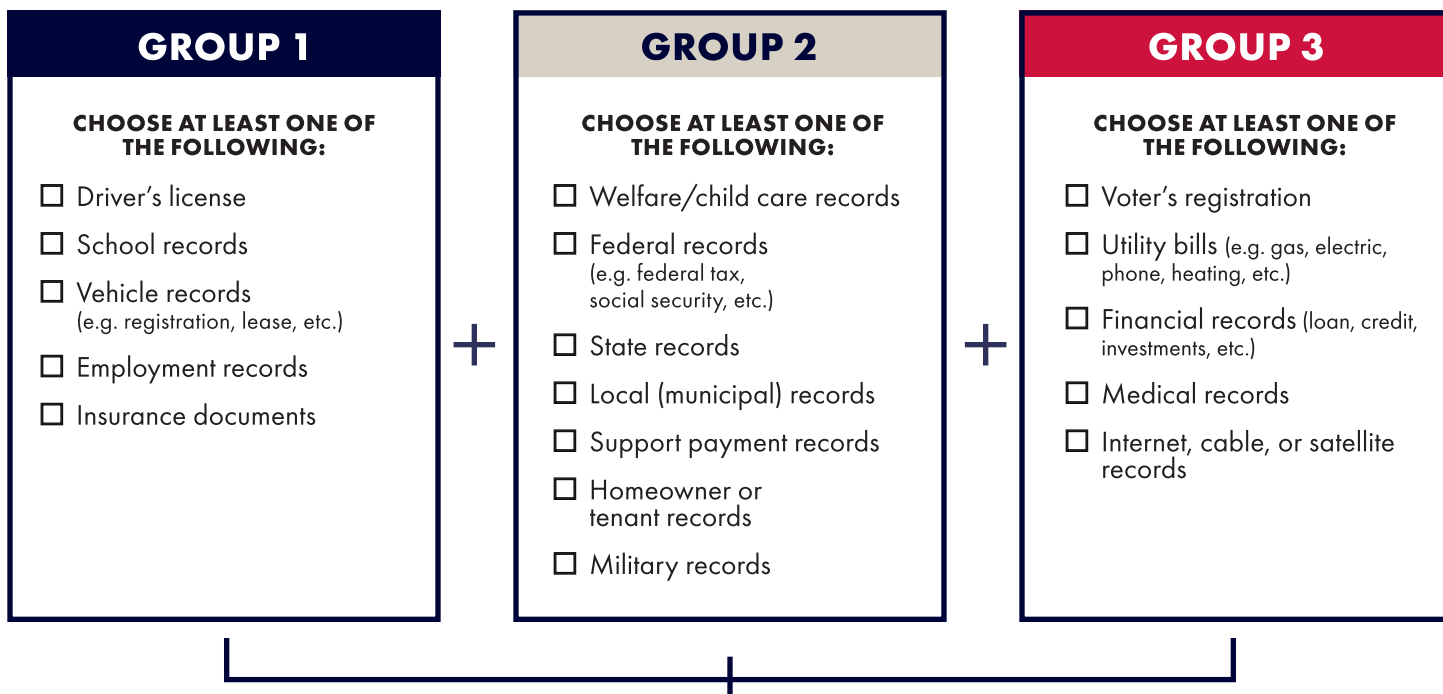 GROUP 1
CHOOSE AT LEAST ONE OF
THE FOLLOWING:
Driver's license
School records
Vehicle records
(e.g. registration, lease, etc.)
Employment records
Insurance documents
+
GROUP 2
CHOOSE AT LEAST ONE OF
THE FOLLOWING:
Welfare/child care records
Federal records
(e.g. federal tax,
social security, etc.)
State records
Local (municipal) records
Support payment records
Homeowner or
tenant records
Military records
+
GROUP 3
CHOOSE AT LEAST ONE OF
THE FOLLOWING:
Voter's registration
Utility bills (e.g. gas, electric,
phone, heating, etc.)
Financial records (loan, credit,
investments, etc.)
Medical records
Internet, cable, or satellite
records